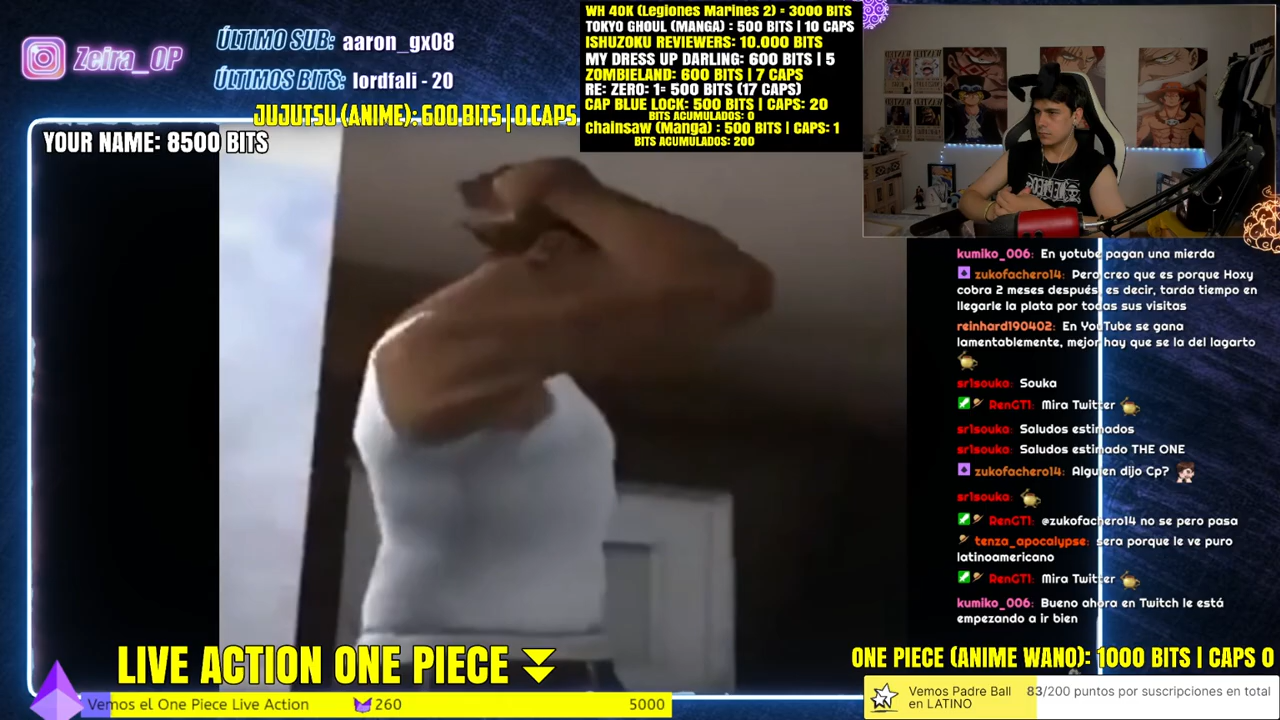 Zeira_OP
ÚLTIMO SUB: aaron_gx08
ÚLTIMOS BITS: lordfali - 20
JUJUTSU (ANIME): 600 BITS | 0 CAPS
YOUR NAME: 8500 BITS
WH 40K (Legiones Marines 2) = 3000 BITS
TOKYO GHOUL (MANGA) : 500 BITS | 10 CAPS
ISHUZOKU REVIEWERS: 10.000 BITS
MY DRESS UP DARLING: 600 BITS | 5
ZOMBIELAND: 600 BITS | 7 CAPS
RE: ZERO: 1= 500 BITS (17 CAPS)
CAP BLUE LOCK: 500 BITS | CAPS: 20
BITS ACUMULADOS: 0
chainsaw (Manga) : 500 BITS | CAPS: 1
BITS ACUMULADOS: 200
kumiko_006: En yotube pagan una mierda
zukofachero14: Pero creo que es porque Hoxy
cobra 2 meses después, es decir, tarda tiempo en
llegarle la plata por todas sus visitas
reinhard190402: En YouTube se gana
lamentablemente, mejor hay que se la del lagarto
sr1souka: Souka
RenGT1: Mira Twitter
sr1souka: Saludos estimados
sr1souka: Saludos estimado THE ONE
zukofachero14: Alguien dijo Cp?
sr1souka:
RenGT1: @zukofachero14 no se pero pasa
tenza_apocalypse: sera porque le ve puro
latinoamericano
RenGT1: Mira Twitter
kumiko_006: Bueno ahora en Twitch le está
empezando a ir bien
LIVE ACTION ONE PIECE
Vemos el One Piece Live Action 260 5000
ONE PIECE (ANIME WANO): 1000 BITS | CAPS 0
Vemos Padre Ball 83/200 puntos por suscripciones en total
en LATINO